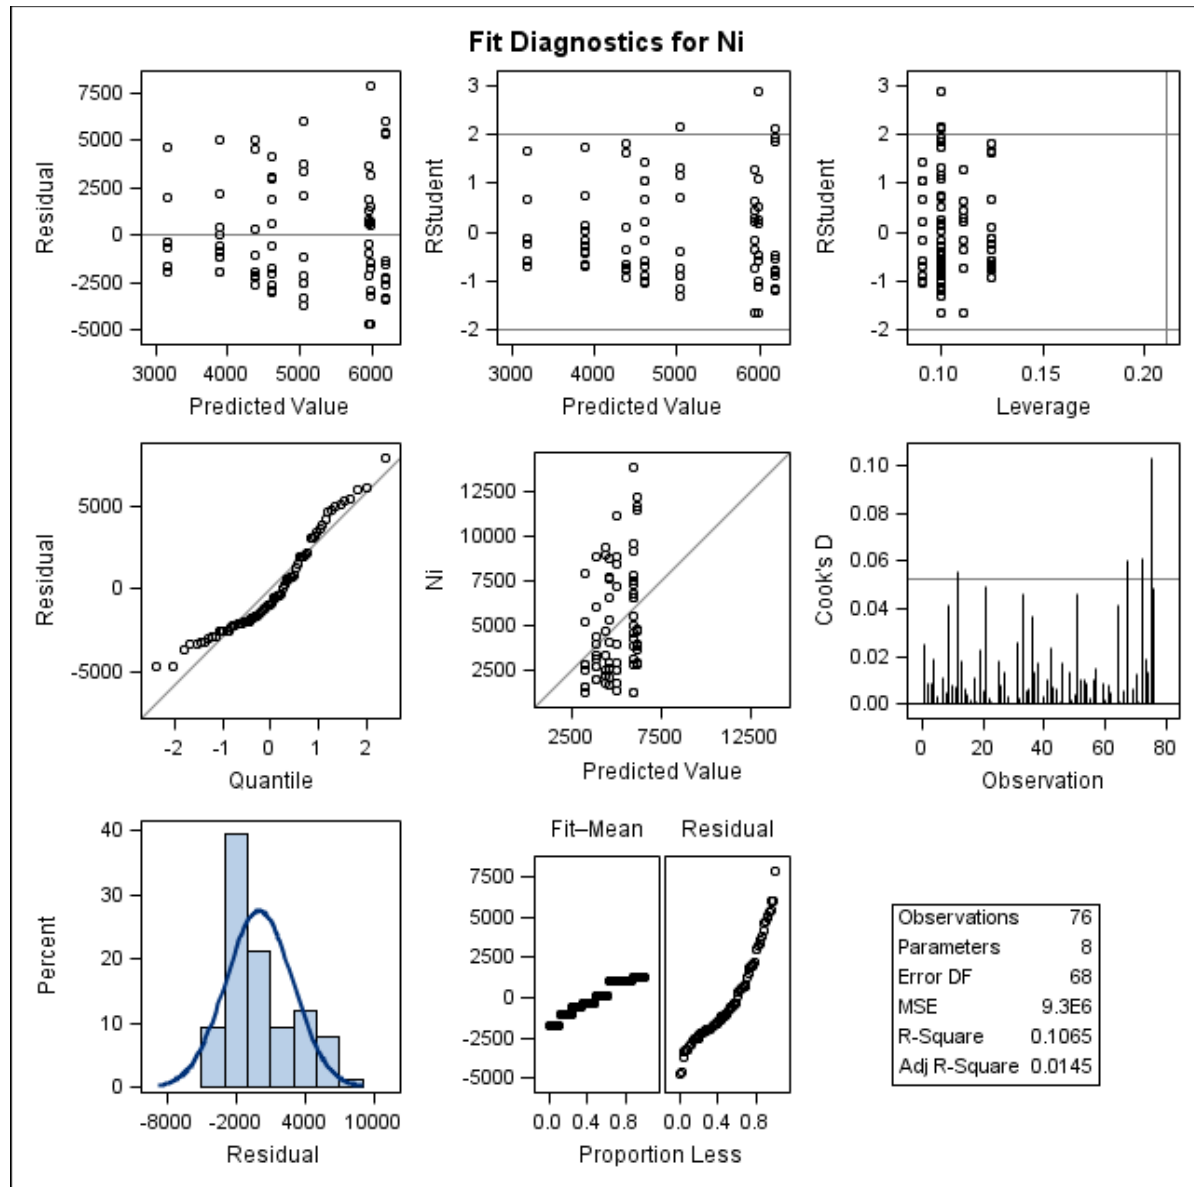 Fit Diagnostics for Ni
7500
5000
2500
0
-2500
-5000
Residual
3000 4000 5000 6000
Predicted Value
3
2
1
0
-1
-2
RStudent
3000 4000 5000 6000
Predicted Value
3
2
1
0
-1
-2
RStudent
0.10 0.15 0.20
Leverage
5000
0
-5000
Residual
-2 -1 0 1 2
Quantile
12500
10000
7500
5000
2500
Ni
2500 7500 12500
Predicted Value
0.10
0.08
0.06
0.04
0.02
0.00
Cook's D
0 20 40 60 80
Observation
40
30
20
10
0
Percent
-8000 -2000 4000 10000
Residual
Fit–Mean Residual
7500
5000
2500
0
-2500
-5000
0.0 0.4 0.8 0.0 0.4 0.8
Proportion Less
Observations 76
Parameters 8
Error DF 68
MSE 9.3E6
R-Square 0.1065
Adj R-Square 0.0145